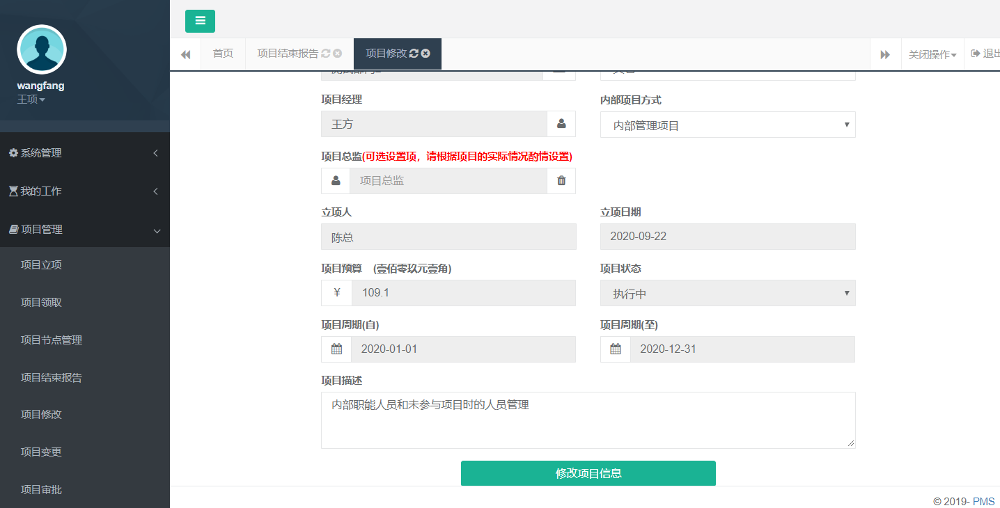 wangfang
王项
系统管理
我的工作
项目管理
项目立项
项目领取
项目节点管理
项目结束报告
项目修改
项目变更
项目审批
首页 项目结束报告 项目修改 关闭操作 退出
项目经理 内部项目方式
王方 内部管理项目
项目总监(可选设置项，请根据项目的实际情况酌情设置)
项目总监
立项人 立项日期
陈总 2020-09-22
项目预算 (壹佰零玖元壹角) 项目状态
¥ 109.1 执行中
项目周期(自) 项目周期(至)
2020-01-01 2020-12-31
项目描述
内部职能人员和未参与项目时的人员管理
修改项目信息
© 2019- PMS